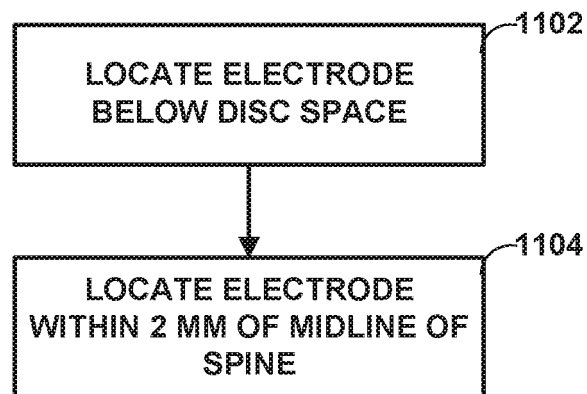 1102
LOCATE ELECTRODE
BELOW DISC SPACE
1104
LOCATE ELECTRODE
WITHIN 2 MM OF MIDLINE OF
SPINE